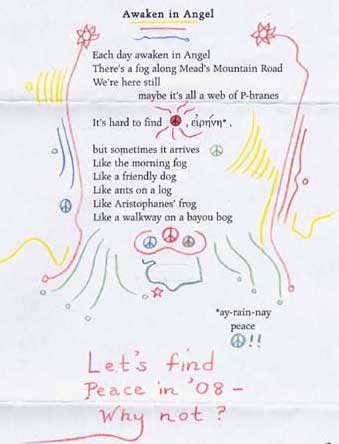 Awaken in Angel
Each day awaken in Angel
There's a fog along Mead's Mountain Road
We're here still
maybe it's all a web of P-branes
It's hard to find ☮, εἰρήνη*,
but sometimes it arrives
Like the morning fog
Like a friendly dog
Like ants on a log
Like Aristophanes' frog
Like a walkway on a bayou bog
*ay-rain-nay
peace
☮!!
Let's find
Peace in '08 –
Why not?